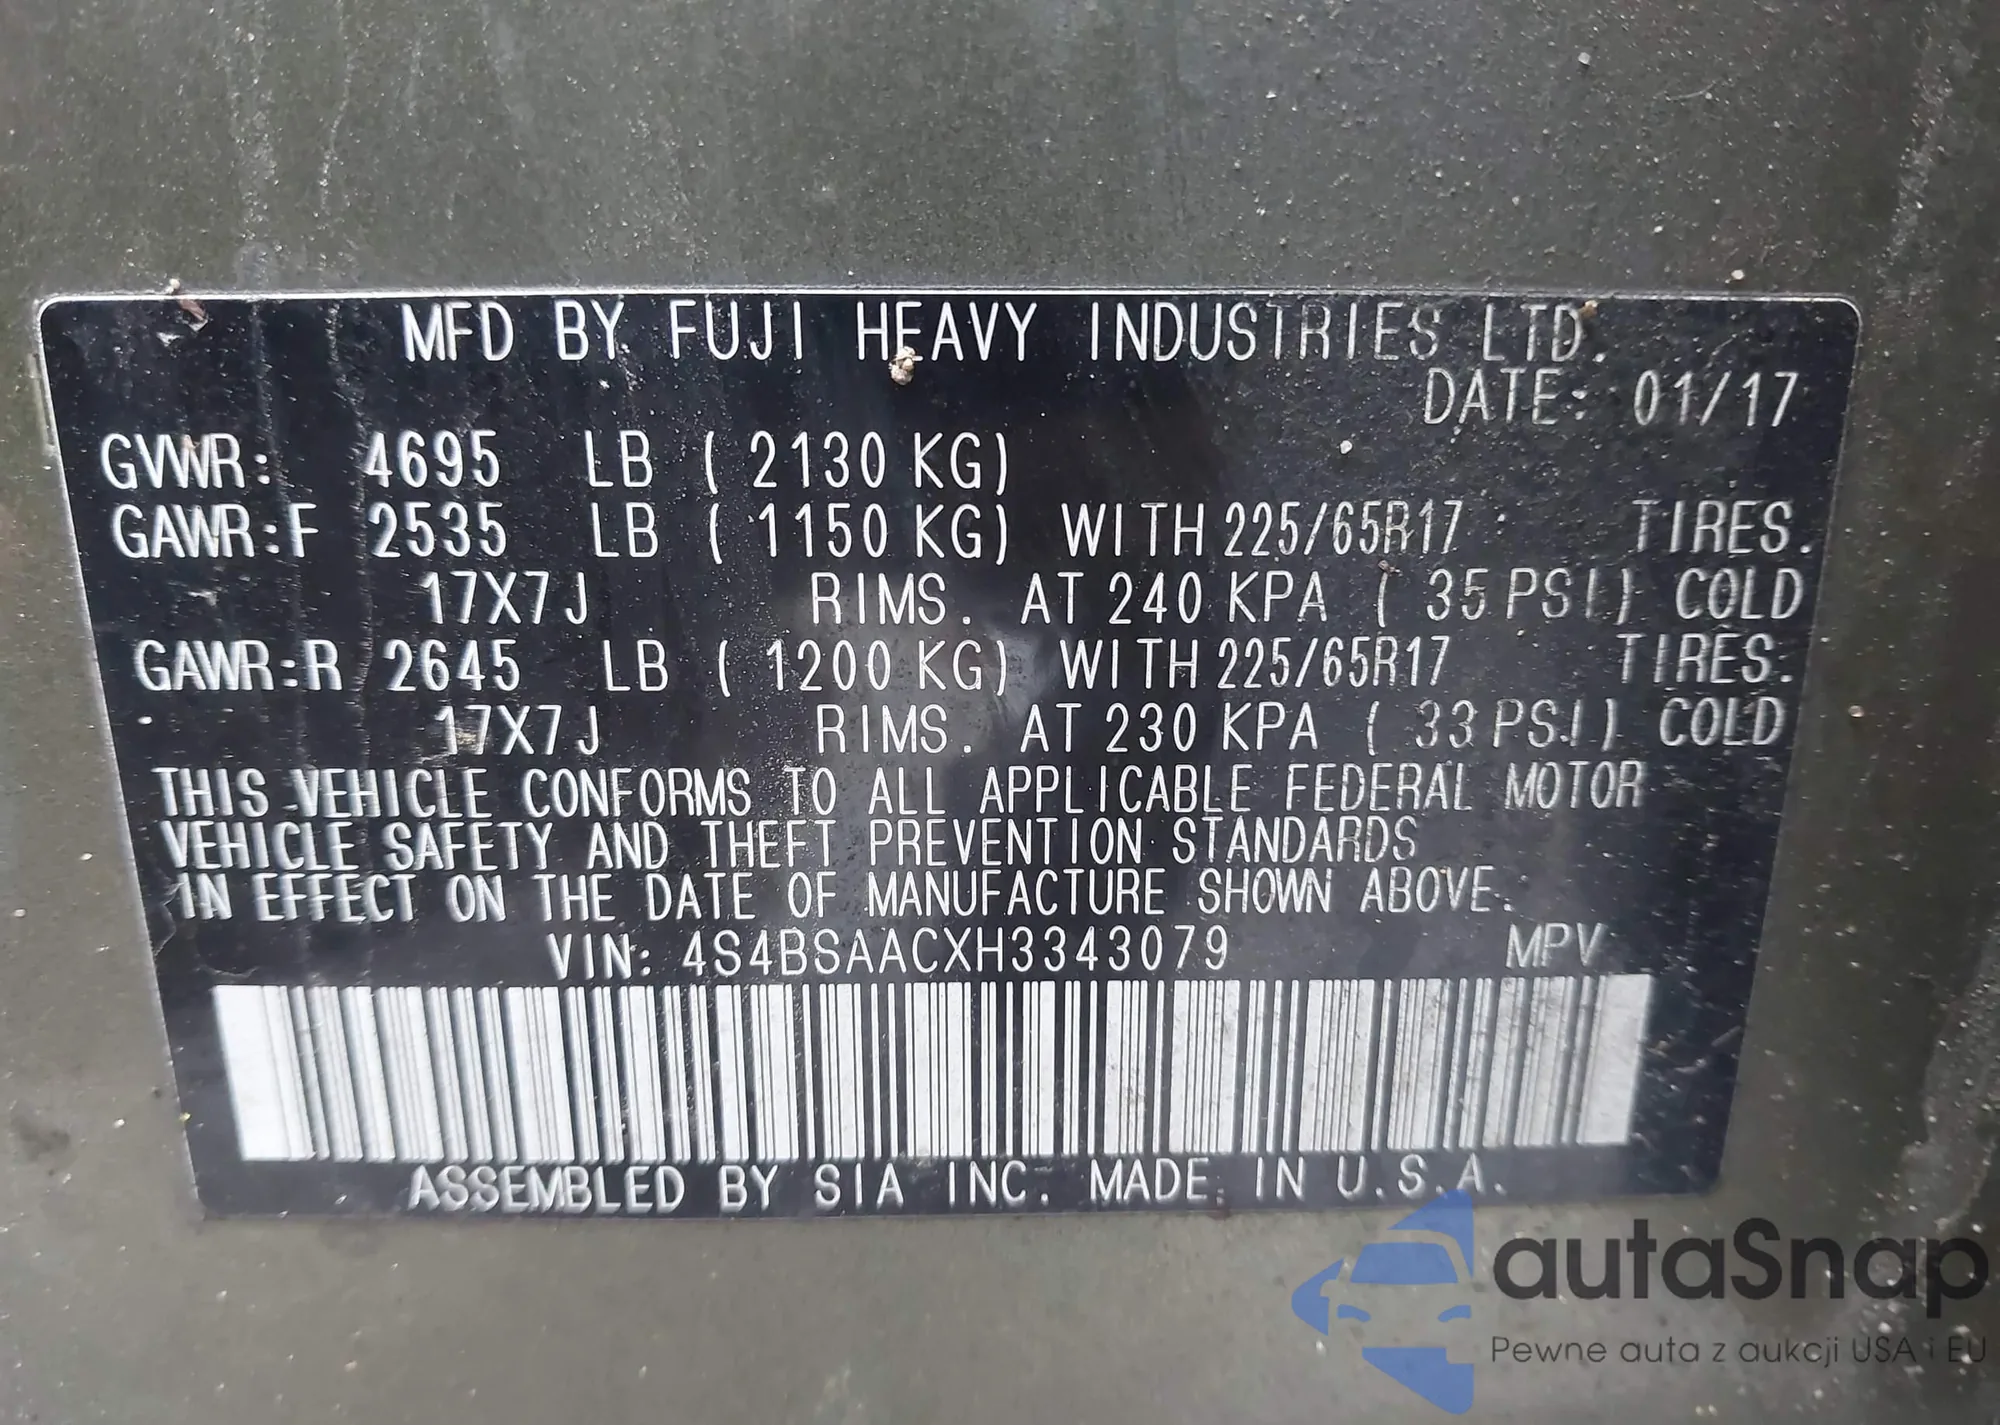 MFD BY FUJI HEAVY INDUSTRIES LTD.
DATE: 01/17
GVWR: 4695 LB ( 2130 KG)
GAWR:F 2535 LB ( 1150 KG) WITH 225/65R17 TIRES.
17X7J RIMS. AT 240 KPA ( 35 PSI) COLD
GAWR:R 2645 LB ( 1200 KG) WITH 225/65R17 TIRES.
17X7J RIMS. AT 230 KPA ( 33 PSI) COLD
THIS VEHICLE CONFORMS TO ALL APPLICABLE FEDERAL MOTOR
VEHICLE SAFETY AND THEFT PREVENTION STANDARDS
IN EFFECT ON THE DATE OF MANUFACTURE SHOWN ABOVE.
VIN: 4S4BSAACXH3343079 MPV
ASSEMBLED BY SIA INC. MADE IN U.S.A.
autaSnap
Pewne auta z aukcji USA i EU